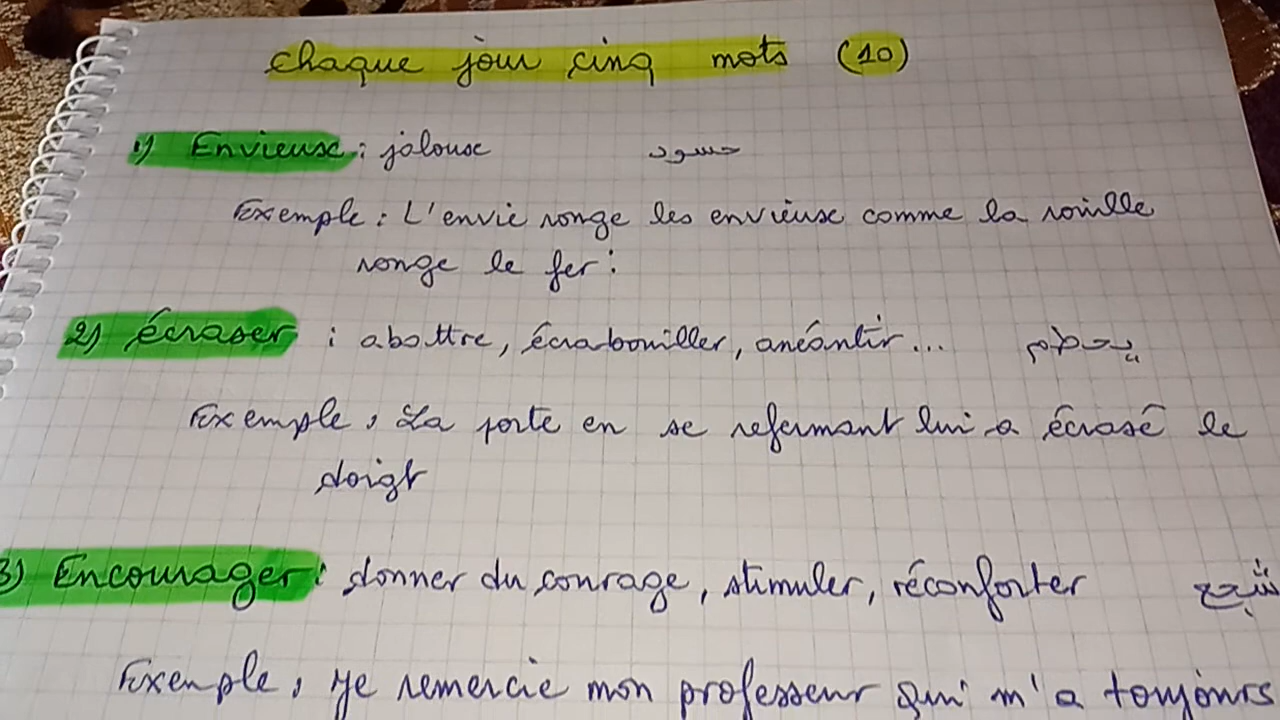 chaque jour cinq mots (10)
1) Envieuse : jalouse حسود
Exemple : L'envie ronge les envieuse comme la rouille
ronge le fer :
2) écraser : abattre, écrabouiller, anéantir... يحطم
Exemple : La porte en se refermant lui a écrasé le
doigt
3) Encourager : donner du courage, stimuler, réconforter شجع
Exemple : Je remercie mon professeur qui m'a toujours